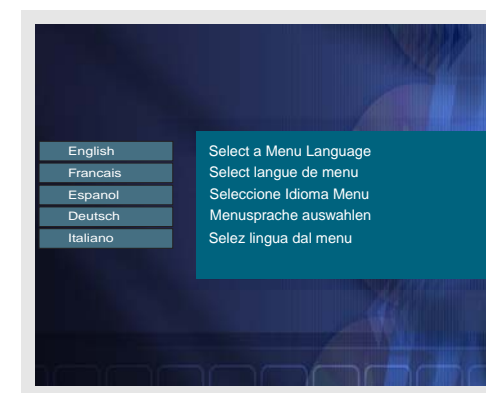 English
Francais
Espanol
Deutsch
Italiano
Select a Menu Language
Select langue de menu
Seleccione Idioma Menu
Menusprache auswahlen
Selez lingua dal menu